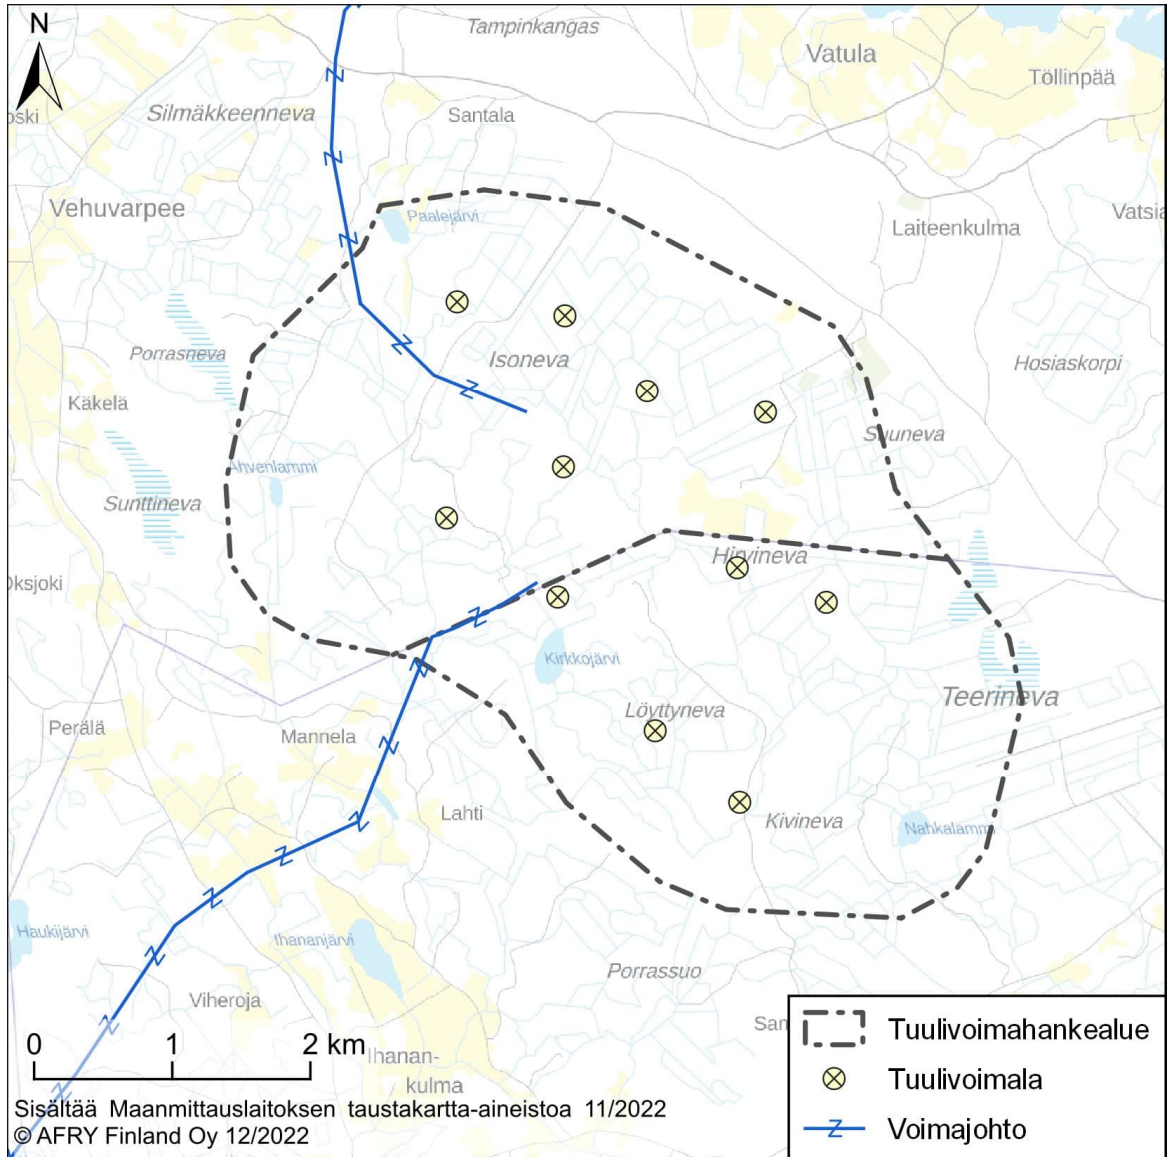 N
Tampinkangas
Vatula
Töllinpää
oski
Silmäkkeenneva
Santala
Vehuvarpee
Paalejärvi
Laiteenkulma
Vatsia
Porrasneva
Isoneva
Hosiaskorpi
Käkelä
Suuneva
Ahvenlammi
Sunttineva
Oksjoki
Hirvineva
Kirkkojärvi
Teerineva
Löyttyneva
Perälä
Mannela
Lahti
Kivineva
Nahkalammi
Haukijärvi
Ihananjärvi
Porrassuo
Viheroja
San
Ihanan-
kulma
0 1 2 km
Tuulivoimahankealue
Tuulivoimala
Voimajohto
Sisältää Maanmittauslaitoksen taustakartta-aineistoa 11/2022
© AFRY Finland Oy 12/2022